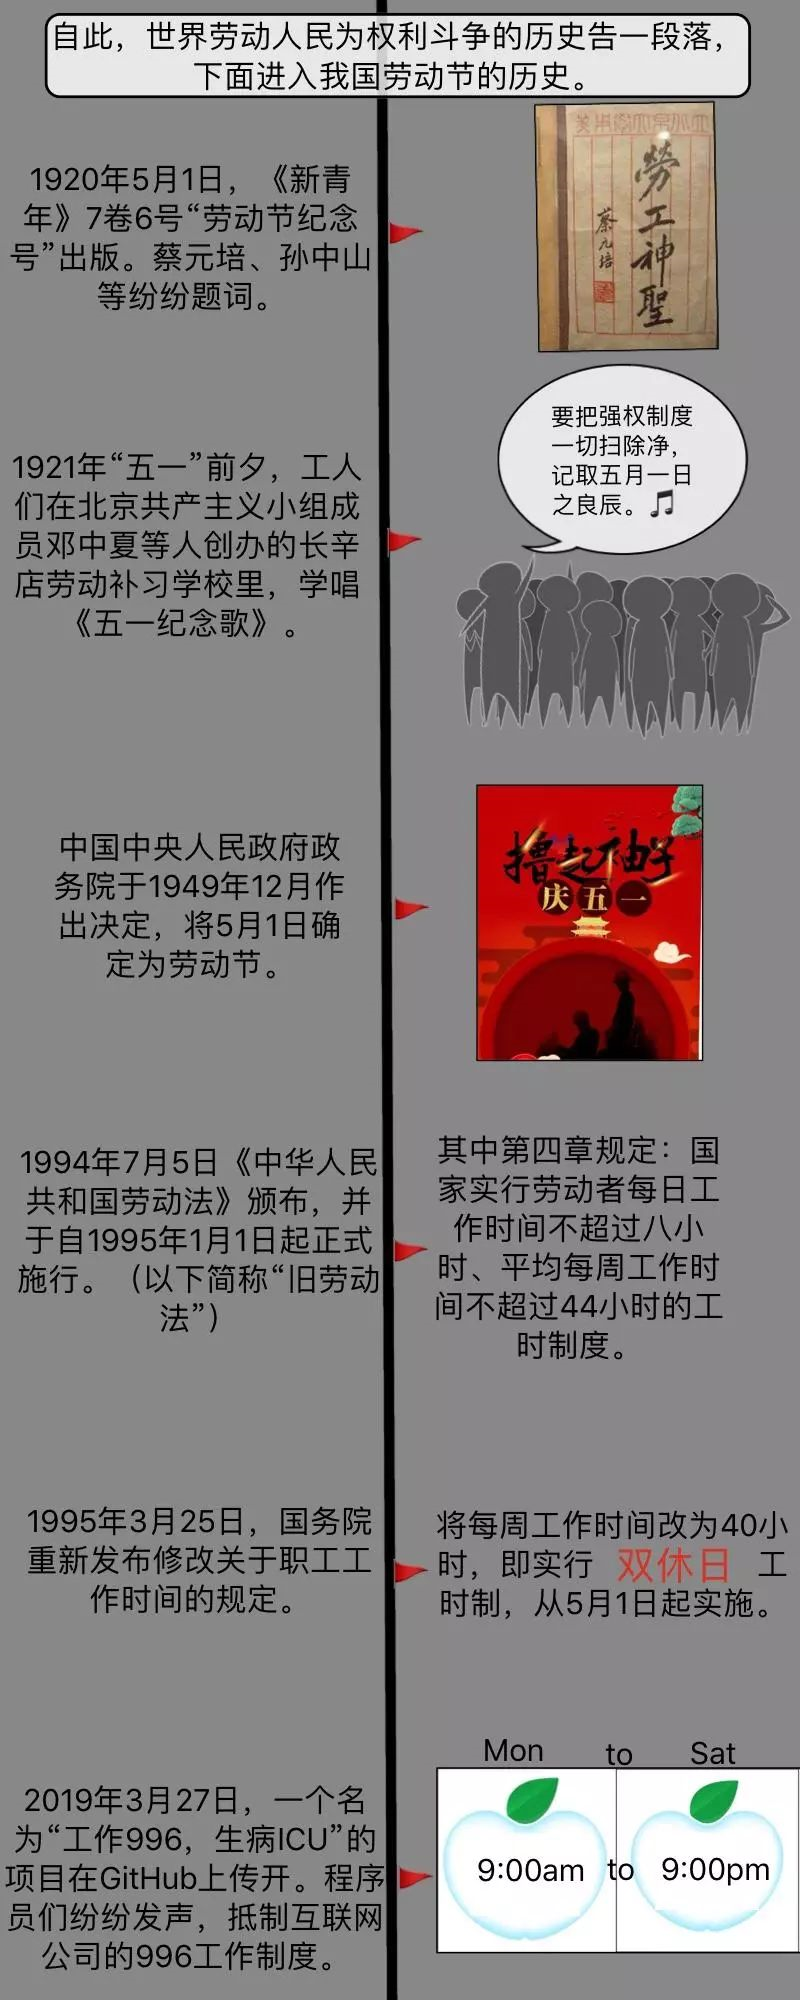 自此，世界劳动人民为权利斗争的历史告一段落，
下面进入我国劳动节的历史。
1920年5月1日，《新青
年》7卷6号“劳动节纪念
号”出版。蔡元培、孙中山
等纷纷题词。
勞工神聖
蔡元培
1921年“五一”前夕，工人
们在北京共产主义小组成
员邓中夏等人创办的长辛
店劳动补习学校里，学唱
《五一纪念歌》。
要把强权制度
一切扫除净，
记取五月一日
之良辰。🎵
中国中央人民政府政
务院于1949年12月作
出决定，将5月1日确
定为劳动节。
撸起袖子
庆五一
1994年7月5日《中华人民
共和国劳动法》颁布，并
于自1995年1月1日起正式
施行。（以下简称“旧劳动
法”）
其中第四章规定：国
家实行劳动者每日工
作时间不超过八小
时、平均每周工作时
间不超过44小时的工
时制度。
1995年3月25日，国务院
重新发布修改关于职工工
作时间的规定。
将每周工作时间改为40小
时，即实行 双休日 工
时制，从5月1日起实施。
2019年3月27日，一个名
为“工作996，生病ICU”的
项目在GitHub上传开。程序
员们纷纷发声，抵制互联网
公司的996工作制度。
Mon to Sat
9:00am to 9:00pm